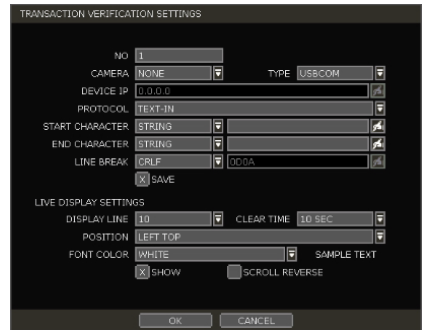 TRANSACTION VERIFICATION SETTINGS
NO 1
CAMERA NONE TYPE USBCOM
DEVICE IP 0.0.0.0
PROTOCOL TEXT-IN
START CHARACTER STRING
END CHARACTER STRING
LINE BREAK CRLF 0D0A
X SAVE
LIVE DISPLAY SETTINGS
DISPLAY LINE 10 CLEAR TIME 10 SEC
POSITION LEFT TOP
FONT COLOR WHITE SAMPLE TEXT
X SHOW SCROLL REVERSE
OK CANCEL